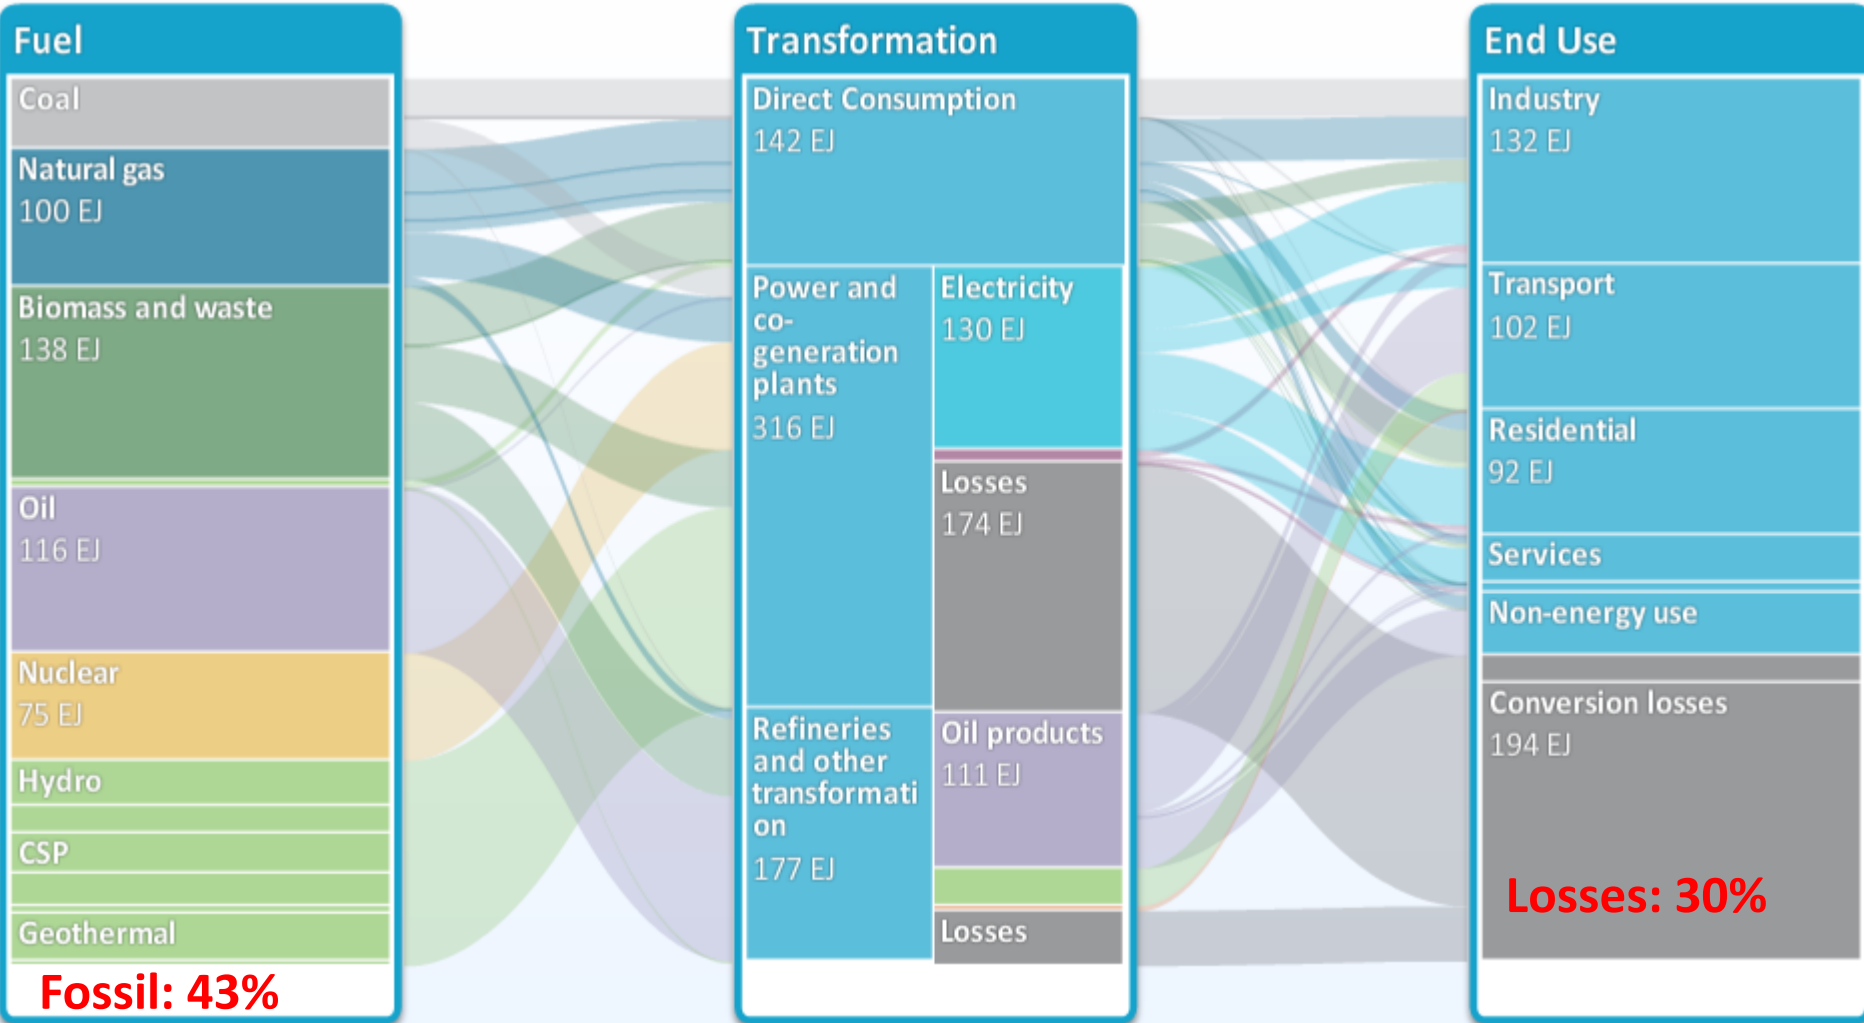 Fuel
Coal
Natural gas
100 EJ
Biomass and waste
138 EJ
Oil
116 EJ
Nuclear
75 EJ
Hydro
CSP
Geothermal
Fossil: 43%
Transformation
Direct Consumption
142 EJ
Power and
co-
generation
plants
316 EJ
Electricity
130 EJ
Losses
174 EJ
Refineries
and other
transformati
on
177 EJ
Oil products
111 EJ
Losses
End Use
Industry
132 EJ
Transport
102 EJ
Residential
92 EJ
Services
Non-energy use
Conversion losses
194 EJ
Losses: 30%